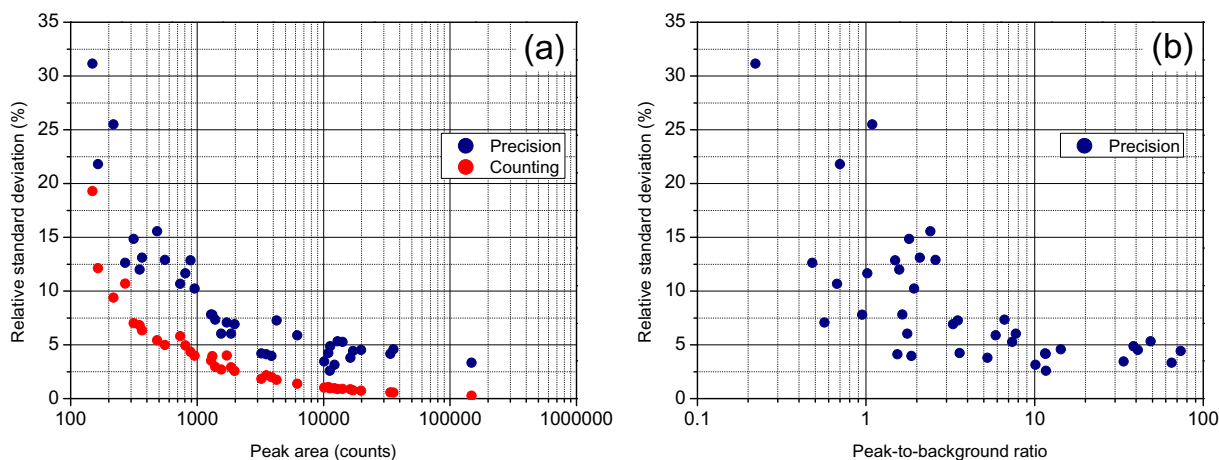 (a)
Relative standard deviation (%)
35
30
25
20
15
10
5
0
Precision
Counting
100
1000
10000
100000
1000000
Peak area (counts)
(b)
Relative standard deviation (%)
35
30
25
20
15
10
5
0
Precision
0.1
1
10
100
Peak-to-background ratio